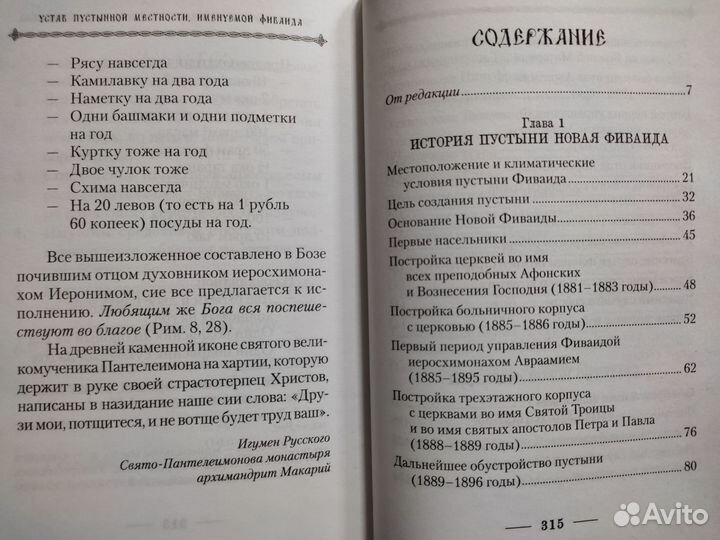 УСТАВ ПУСТЫННОЙ МЕСТНОСТИ, ИМЕНУЕМОЙ ФИВАИДА
— Рясу навсегда
— Камилавку на два года
— Наметку на два года
— Одни башмаки и одни подметки
на год
— Куртку тоже на год
— Двое чулок тоже
— Схима навсегда
— На 20 левов (то есть на 1 рубль
60 копеек) посуды на год.
Все вышеизложенное составлено в Бозе
почившим отцом духовником иеросхимона-
хом Иеронимом, сие все предлагается к ис-
полнению. Любящим же Бога вся поспеше-
ствуют во благое (Рим. 8, 28).
На древней каменной иконе святого вели-
комученика Пантелеимона на хартии, которую
держит в руке своей страстотерпец Христов,
написаны в назидание наше сии слова: «Дру-
зи мои, потщитеся, и не вотще будет труд ваш».
Игумен Русского
Свято-Пантелеимонова монастыря
архимандрит Макарий
СОДЕРЖАНИЕ
От редакции 7
Глава 1
ИСТОРИЯ ПУСТЫНИ НОВАЯ ФИВАИДА
Местоположение и климатические
условия пустыни Фиваида 21
Цель создания пустыни 32
Основание Новой Фиваиды 36
Первые насельники 45
Постройка церквей во имя
всех преподобных Афонских
и Вознесения Господня (1881–1883 годы) 48
Постройка больничного корпуса
с церковью (1885–1886 годы) 52
Первый период управления Фиваидой
иеросхимонахом Авраамием
(1885–1895 годы) 62
Постройка трехэтажного корпуса
с церквами во имя Святой Троицы
и во имя святых апостолов Петра и Павла
(1888–1889 годы) 76
Дальнейшее обустройство пустыни
(1889–1896 годы) 80
— 315 —
Avito